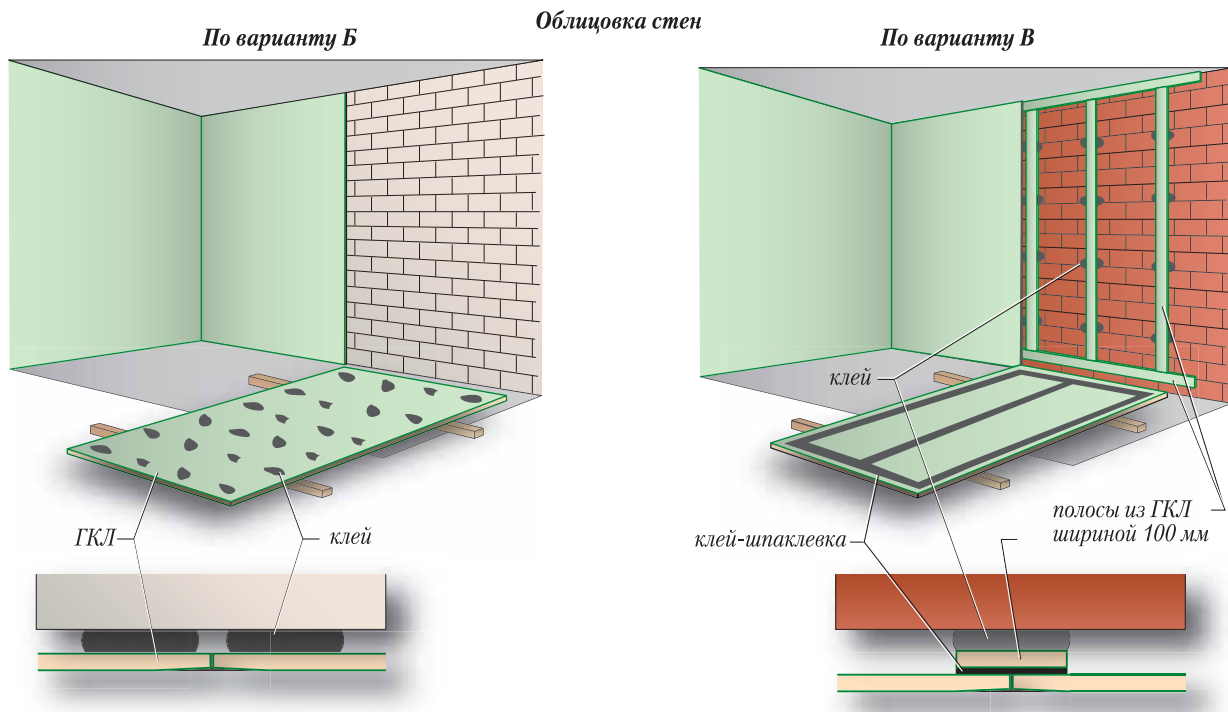 Облицовка стен
По варианту Б
По варианту В
ГКЛ
клей
клей
клей-шпаклевка
полосы из ГКЛ
шириной 100 мм